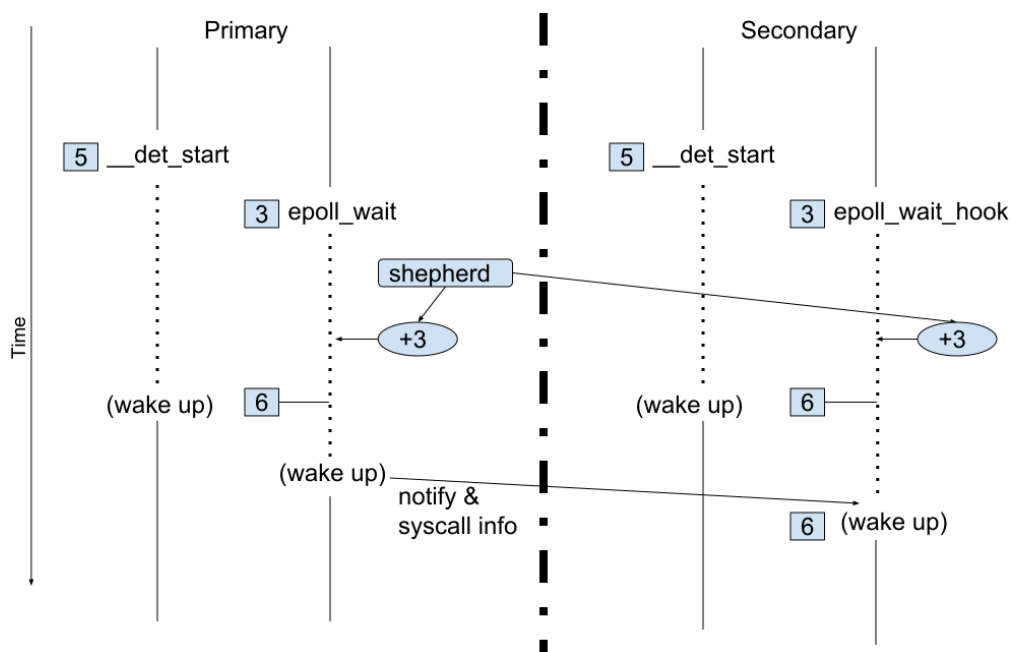 Primary
Secondary
5 __det_start
5 __det_start
3 epoll_wait
3 epoll_wait_hook
shepherd
+3
+3
Time
(wake up)
6
(wake up)
6
(wake up)
notify &
syscall info
6 (wake up)